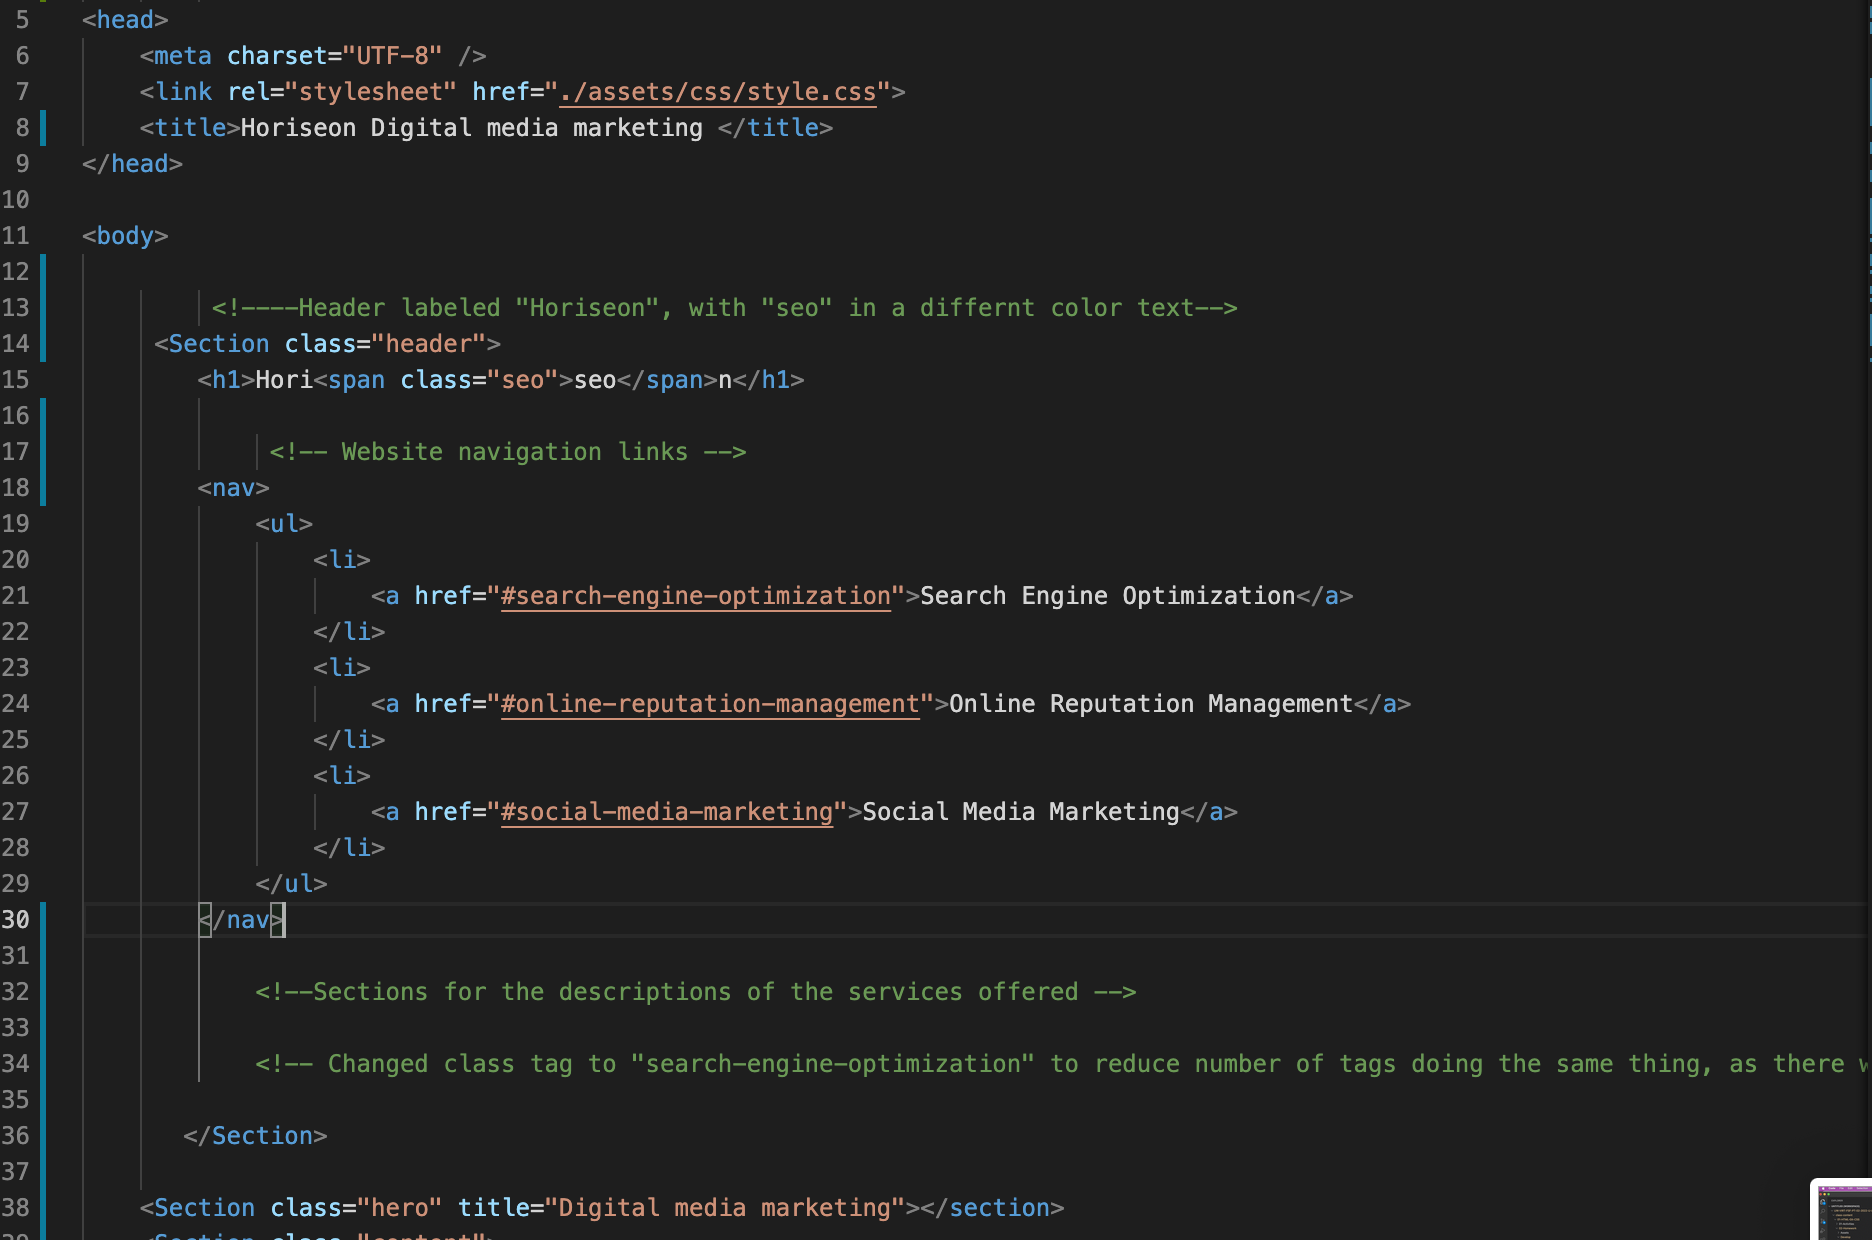 5 <head>
6 <meta charset="UTF-8" />
7 <link rel="stylesheet" href="./assets/css/style.css">
8 <title>Horiseon Digital media marketing </title>
9 </head>
10
11 <body>
12
13 <!----Header labeled "Horiseon", with "seo" in a differnt color text-->
14 <Section class="header">
15 <h1>Hori<span class="seo">seo</span>n</h1>
16
17 <!-- Website navigation links -->
18 <nav>
19 <ul>
20 <li>
21 <a href="#search-engine-optimization">Search Engine Optimization</a>
22 </li>
23 <li>
24 <a href="#online-reputation-management">Online Reputation Management</a>
25 </li>
26 <li>
27 <a href="#social-media-marketing">Social Media Marketing</a>
28 </li>
29 </ul>
30 </nav>
31
32 <!--Sections for the descriptions of the services offered -->
33
34 <!-- Changed class tag to "search-engine-optimization" to reduce number of tags doing the same thing, as there
35
36 </Section>
37
38 <Section class="hero" title="Digital media marketing"></section>
39 <Section class="content">